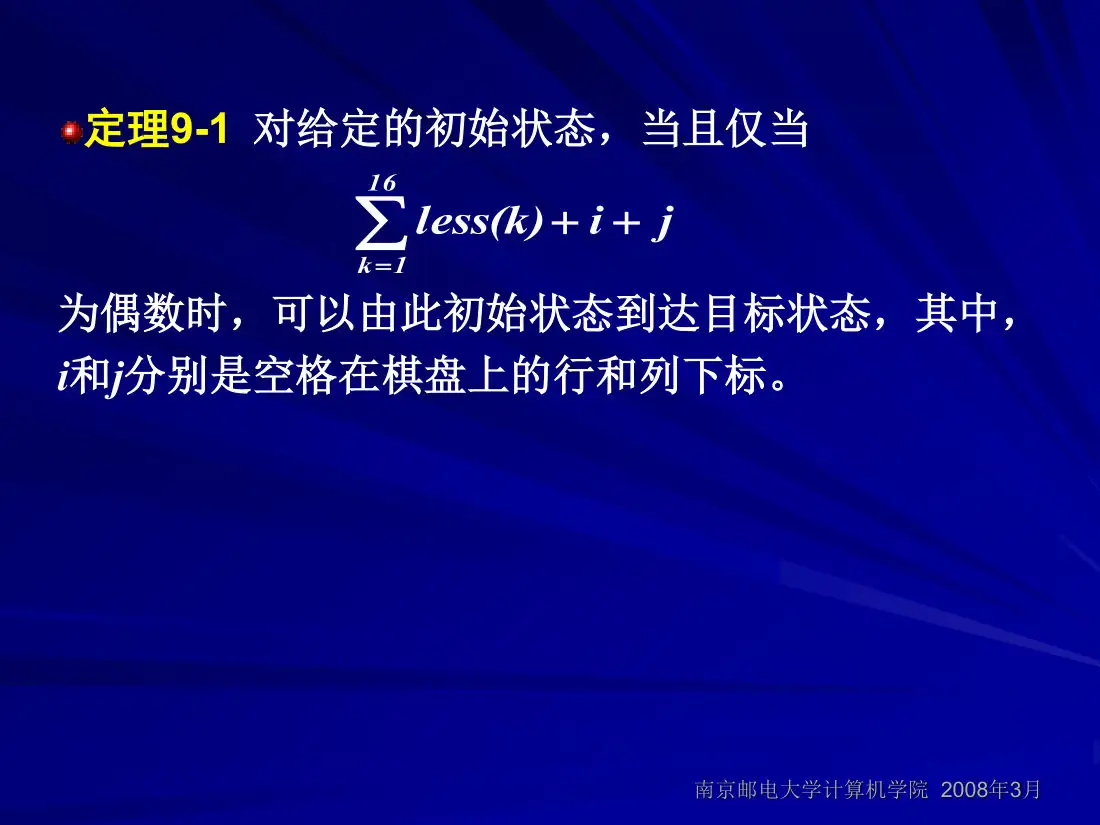 定理9-1 对给定的初始状态，当且仅当
16
∑ less(k) + i + j
k=1
为偶数时，可以由此初始状态到达目标状态，其中，
i和j分别是空格在棋盘上的行和列下标。
南京邮电大学计算机学院 2008年3月